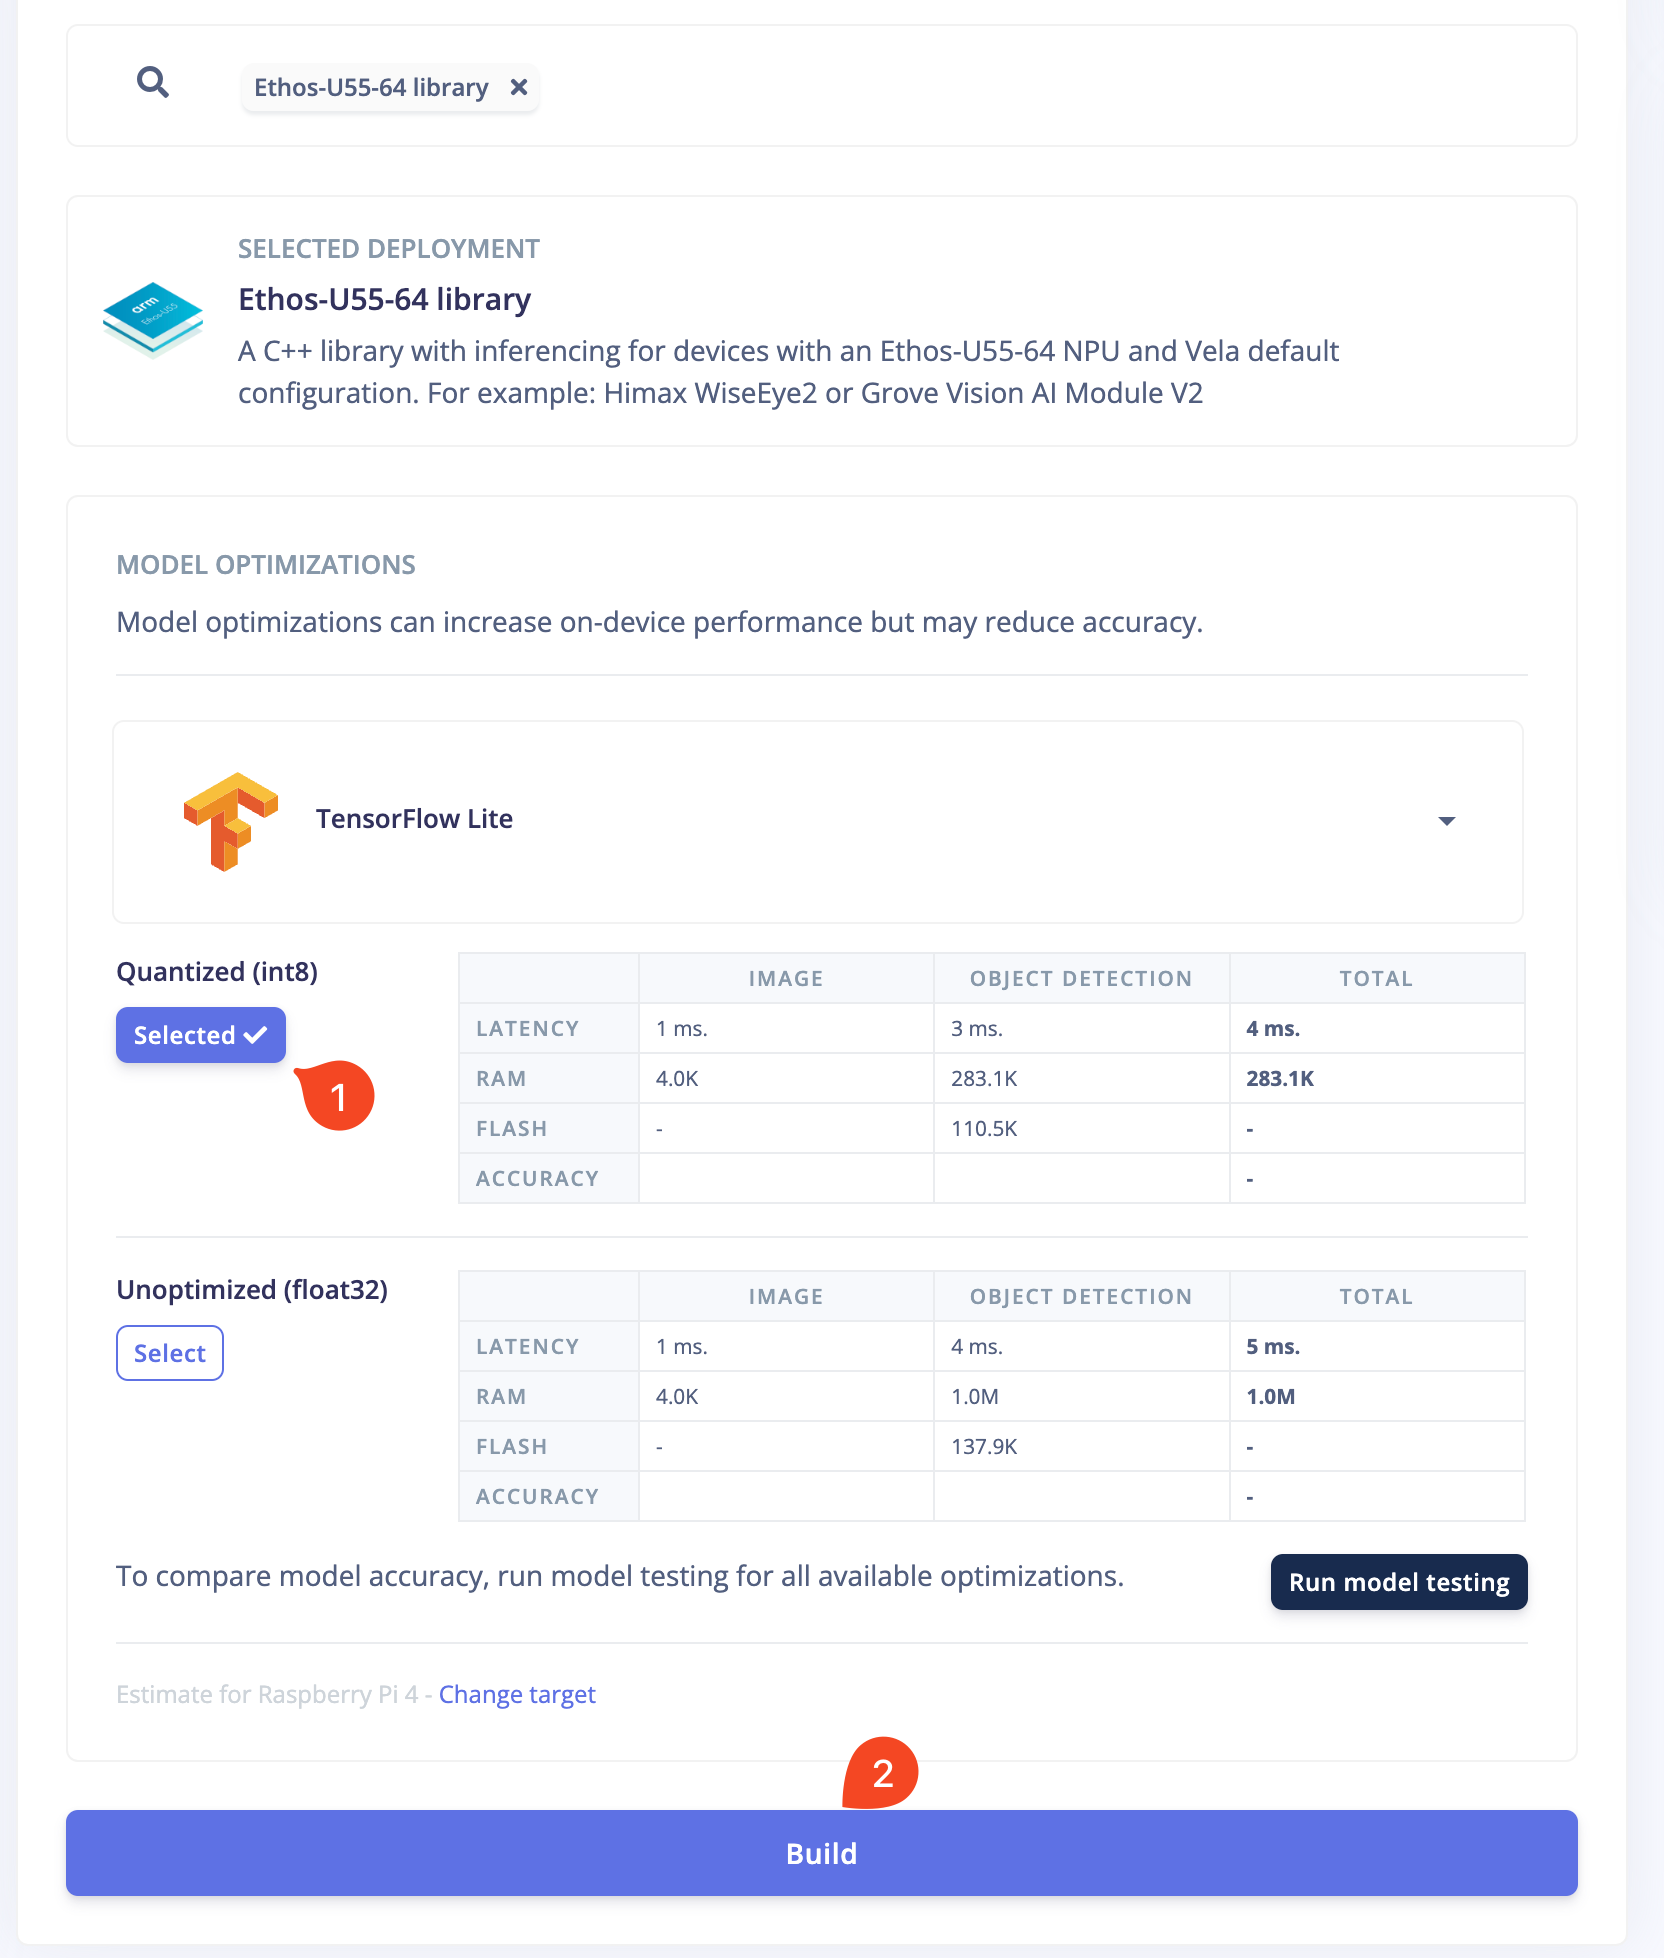 Ethos-U55-64 library
SELECTED DEPLOYMENT
arm
Ethos-U55
Ethos-U55-64 library
A C++ library with inferencing for devices with an Ethos-U55-64 NPU and Vela default
configuration. For example: Himax WiseEye2 or Grove Vision AI Module V2
MODEL OPTIMIZATIONS
Model optimizations can increase on-device performance but may reduce accuracy.
TensorFlow Lite
Quantized (int8)
Selected
1
IMAGE OBJECT DETECTION TOTAL
LATENCY 1 ms. 3 ms. 4 ms.
RAM 4.0K 283.1K 283.1K
FLASH - 110.5K -
ACCURACY -
Unoptimized (float32)
Select
IMAGE OBJECT DETECTION TOTAL
LATENCY 1 ms. 4 ms. 5 ms.
RAM 4.0K 1.0M 1.0M
FLASH - 137.9K -
ACCURACY -
To compare model accuracy, run model testing for all available optimizations.
Run model testing
Estimate for Raspberry Pi 4 - Change target
2
Build